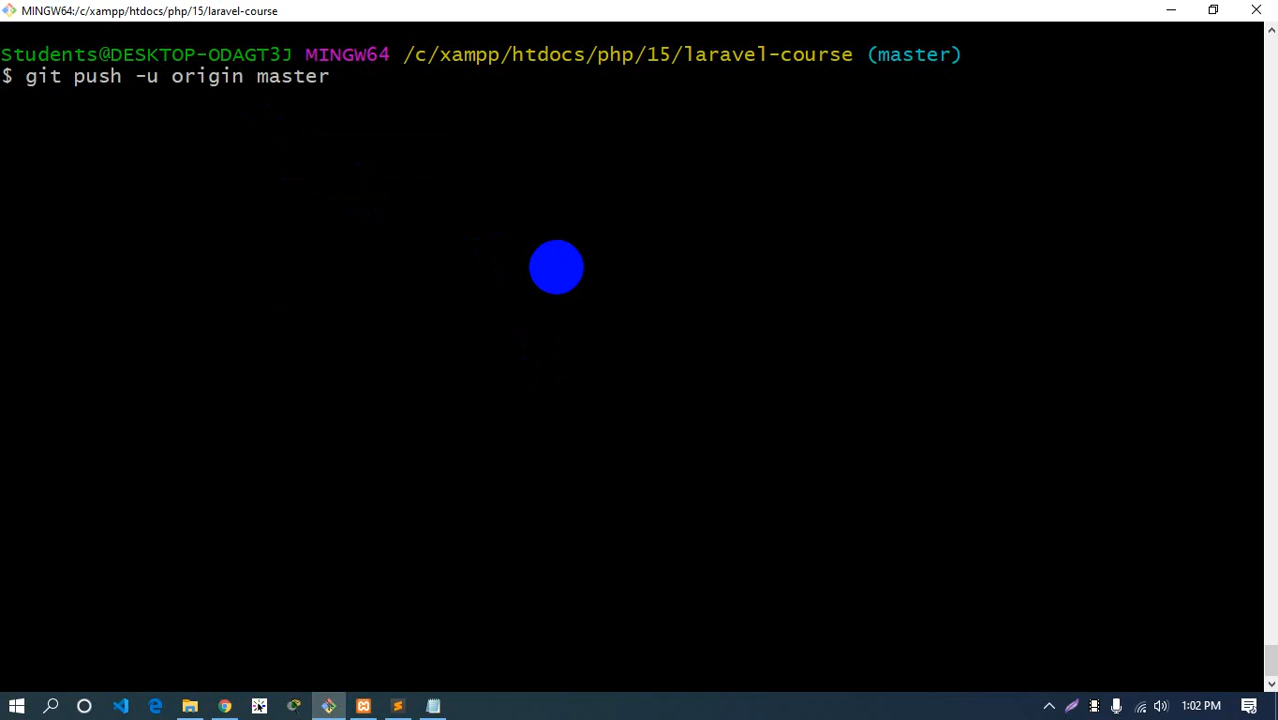 MINGW64:/c/xampp/htdocs/php/15/laravel-course
Students@DESKTOP-ODAGT3J MINGW64 /c/xampp/htdocs/php/15/laravel-course (master)
$ git push -u origin master
1:02 PM